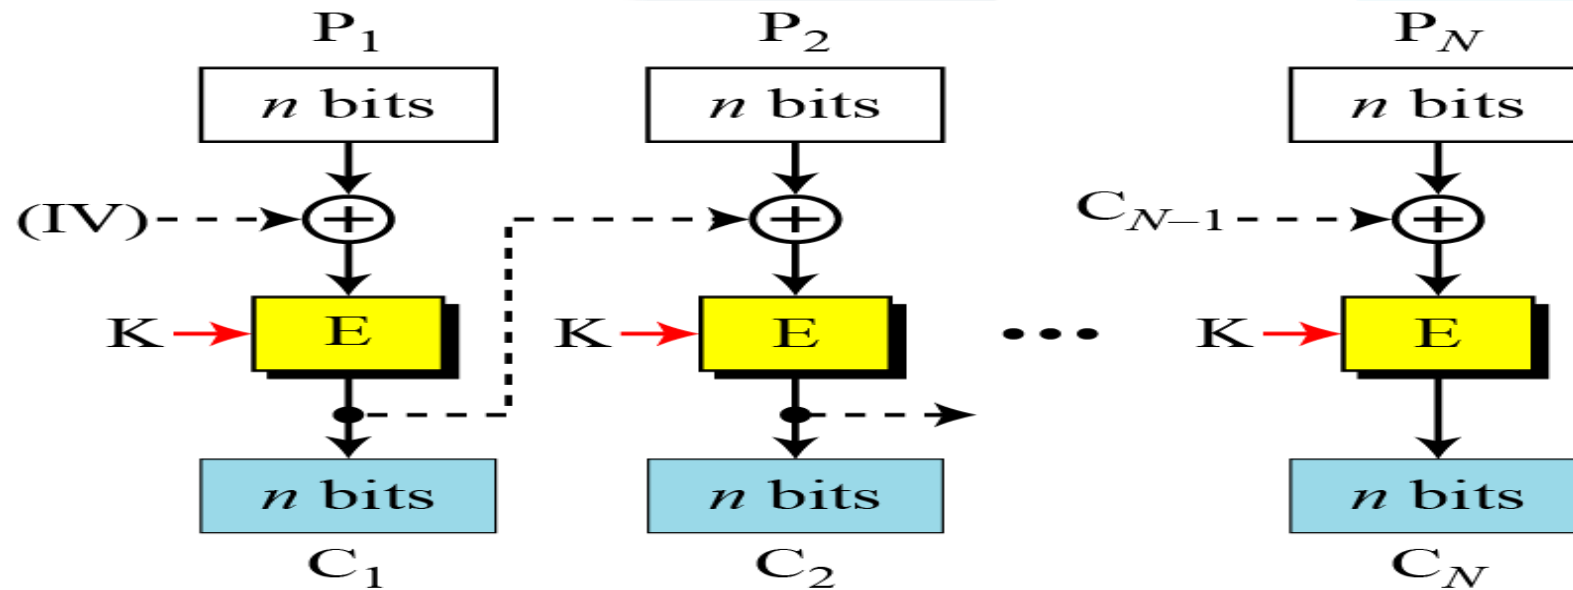 P1 P2 PN
n bits n bits n bits
(IV) CN−1
K E K E ••• K E
n bits n bits n bits
C1 C2 CN